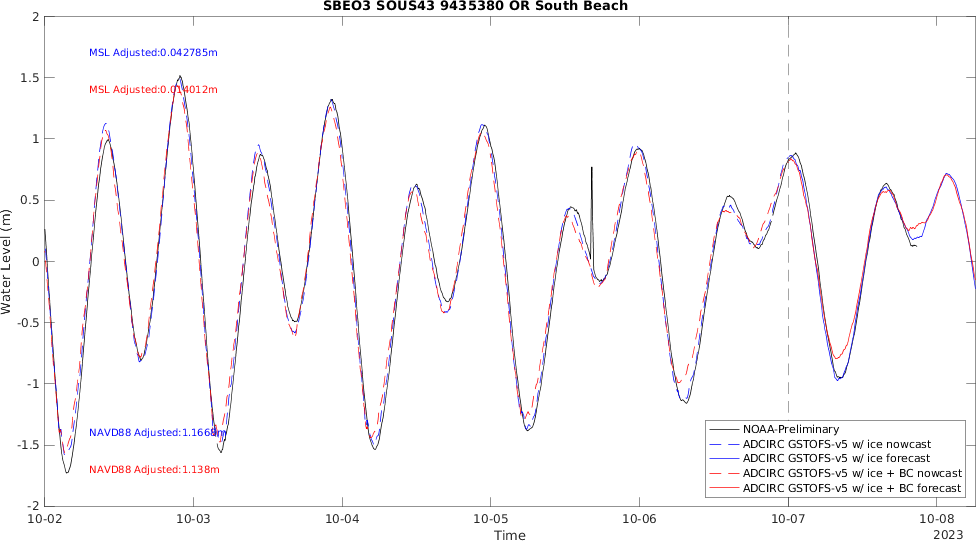 SBEO3 SOUS43 9435380 OR South Beach
2
1.5
1
0.5
0
-0.5
-1
-1.5
-2
Water Level (m)
MSL Adjusted:0.042785m
MSL Adjusted:0.014012m
NAVD88 Adjusted:1.1668m
NAVD88 Adjusted:1.138m
NOAA-Preliminary
ADCIRC GSTOFS-v5 w/ ice nowcast
ADCIRC GSTOFS-v5 w/ ice forecast
ADCIRC GSTOFS-v5 w/ ice + BC nowcast
ADCIRC GSTOFS-v5 w/ ice + BC forecast
10-02 10-03 10-04 10-05 10-06 10-07 10-08
Time
2023